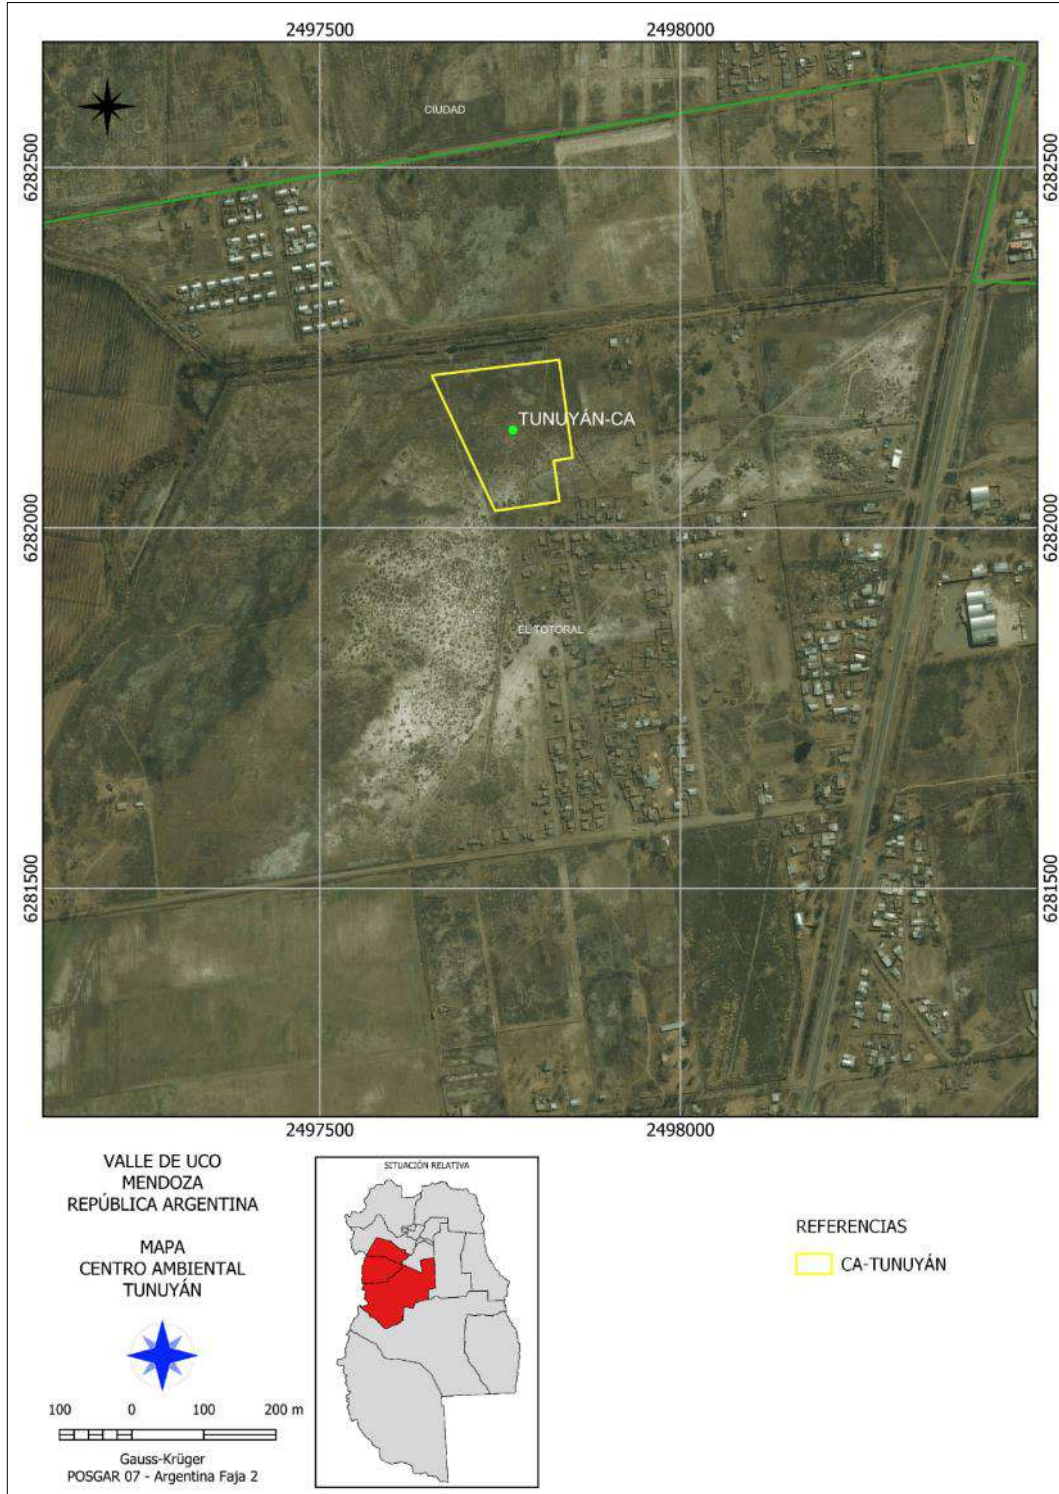 2497500 2498000
CIUDAD
6282500 6282500
TUNUYÁN-CA
6282000 6282000
EL TOTORAL
6281500 6281500
2497500 2498000
VALLE DE UCO
MENDOZA
REPÚBLICA ARGENTINA
MAPA
CENTRO AMBIENTAL
TUNUYÁN
100 0 100 200 m
Gauss-Krüger
POSGAR 07 - Argentina Faja 2
SITUACIÓN RELATIVA
REFERENCIAS
CA-TUNUYÁN